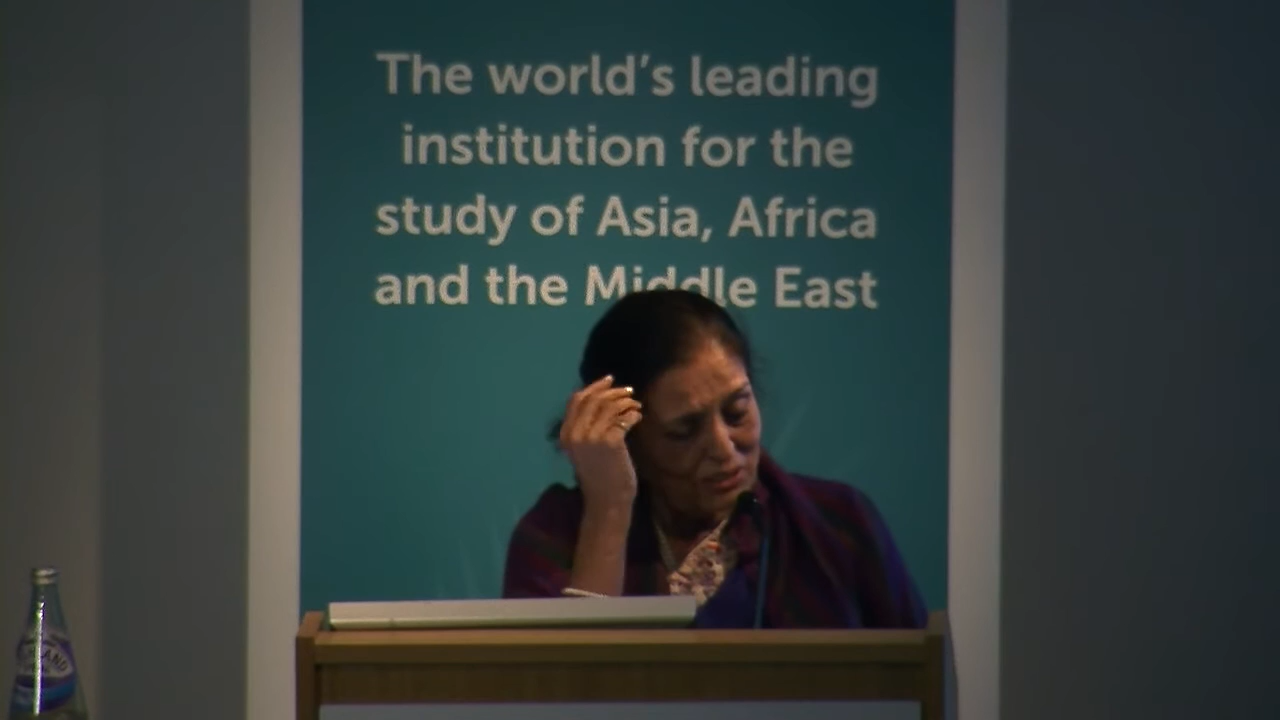 The world's leading
institution for the
study of Asia, Africa
and the Middle East